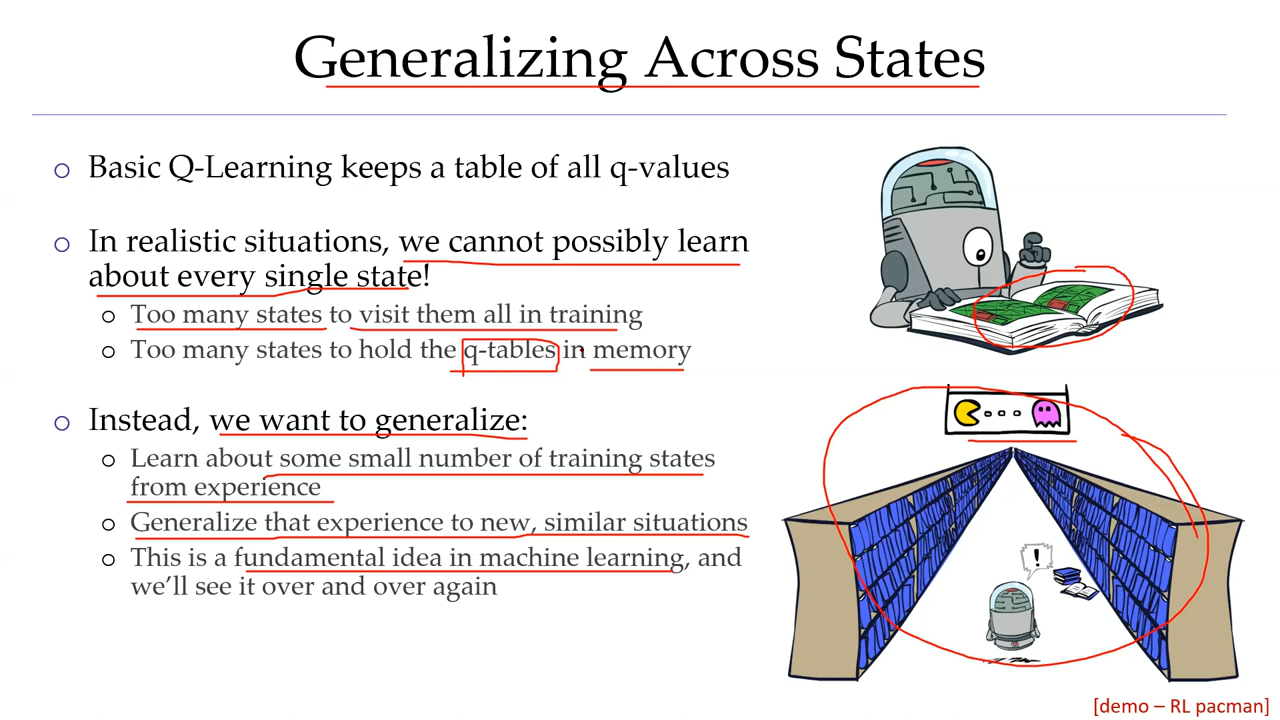 Generalizing Across States
Basic Q-Learning keeps a table of all q-values
In realistic situations, we cannot possibly learn
about every single state!
Too many states to visit them all in training
Too many states to hold the q-tables in memory
Instead, we want to generalize:
Learn about some small number of training states
from experience
Generalize that experience to new, similar situations
This is a fundamental idea in machine learning, and
we’ll see it over and over again
!
[demo – RL pacman]